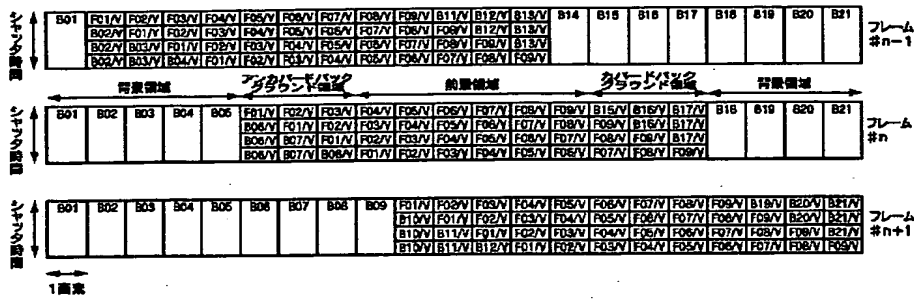 シャッタ時間
B01 F01/V F02/V F03/V F04/V F05/V F06/V F07/V F08/V F09/V B11/V B12/V B13/V B14 B15 B16 B17 B18 B19 B20 B21
B02/V F01/V F02/V F03/V F04/V F05/V F06/V F07/V F08/V F09/V B12/V B13/V
B02/V B03/V F01/V F02/V F03/V F04/V F05/V F06/V F07/V F08/V F09/V B13/V
B02/V B03/V B04/V F01/V F02/V F03/V F04/V F05/V F06/V F07/V F08/V F09/V
フレーム
#n-1
背景領域
アンカバードバック
グラウンド領域
前景領域
カバードバック
グラウンド領域
背景領域
シャッタ時間
B01 B02 B03 B04 B05 F01/V F02/V F03/V F04/V F05/V F06/V F07/V F08/V F09/V B15/V B16/V B17/V B18 B19 B20 B21
B06/V F01/V F02/V F03/V F04/V F05/V F06/V F07/V F08/V F09/V B16/V B17/V
B06/V B07/V F01/V F02/V F03/V F04/V F05/V F06/V F07/V F08/V F09/V B17/V
B06/V B07/V B08/V F01/V F02/V F03/V F04/V F05/V F06/V F07/V F08/V F09/V
フレーム
#n
シャッタ時間
B01 B02 B03 B04 B05 B06 B07 B08 B09 F01/V F02/V F03/V F04/V F05/V F06/V F07/V F08/V F09/V B19/V B20/V B21/V
B10/V F01/V F02/V F03/V F04/V F05/V F06/V F07/V F08/V F09/V B20/V B21/V
B10/V B11/V F01/V F02/V F03/V F04/V F05/V F06/V F07/V F08/V F09/V B21/V
B10/V B11/V B12/V F01/V F02/V F03/V F04/V F05/V F06/V F07/V F08/V F09/V
フレーム
#n+1
1画素